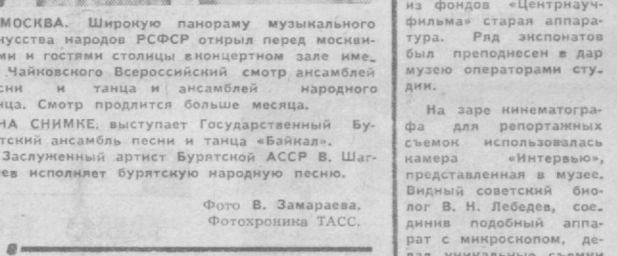 МОСКВА. Широкую панораму музыкального
кусства народов РСФСР открыл перед москви-
ми и гостями столицы вконцертном зале име-
Чайковского Всероссийский смотр ансамблей
сни и танца и ансамблей народного
нца. Смотр продлится больше месяца.
НА СНИМКЕ. выступает Государственный Бу-
тский ансамбль песни и танца «Байкал».
Заслуженный артист Бурятской АССР В. Шаг-
ев исполняет бурятскую народную песню.
Фото В. Замараева.
Фотохроника ТАСС.
из фондов «Центрнауч-
фильма» старая аппара-
тура. Ряд экспонатов
был преподнесен в дар
музею операторами сту-
дии.
На заре кинематогра-
фа для репортажных
съемок использовалась
камера «Интервью»,
представленная в музее.
Видный советский био-
лог В. Н. Лебедев, сое-
динив подобный аппа-
рат с микроскопом, де-
лал уникальные съемки